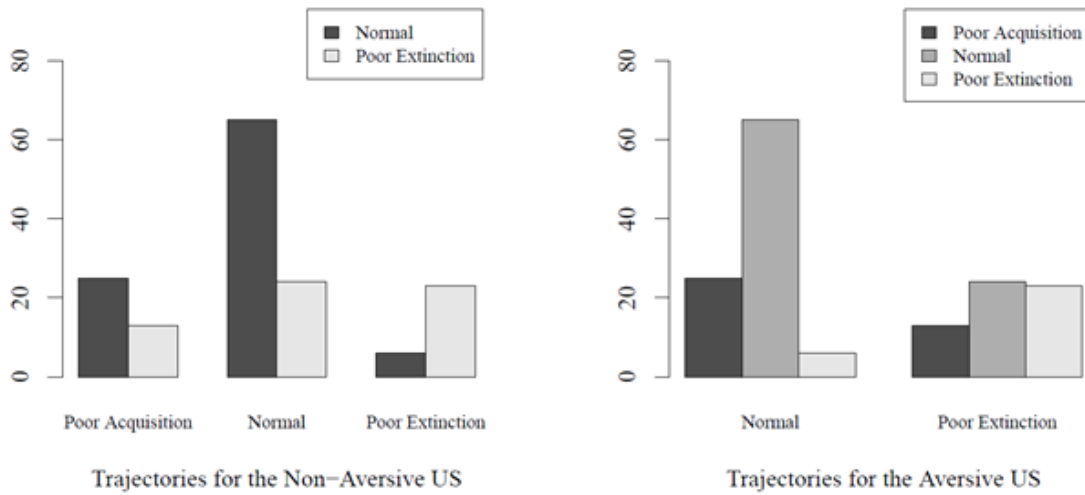 Normal
Poor Extinction
80
60
40
20
0
Poor Acquisition
Normal
Poor Extinction
Trajectories for the Non−Aversive US
Poor Acquisition
Normal
Poor Extinction
80
60
40
20
0
Normal
Poor Extinction
Trajectories for the Aversive US